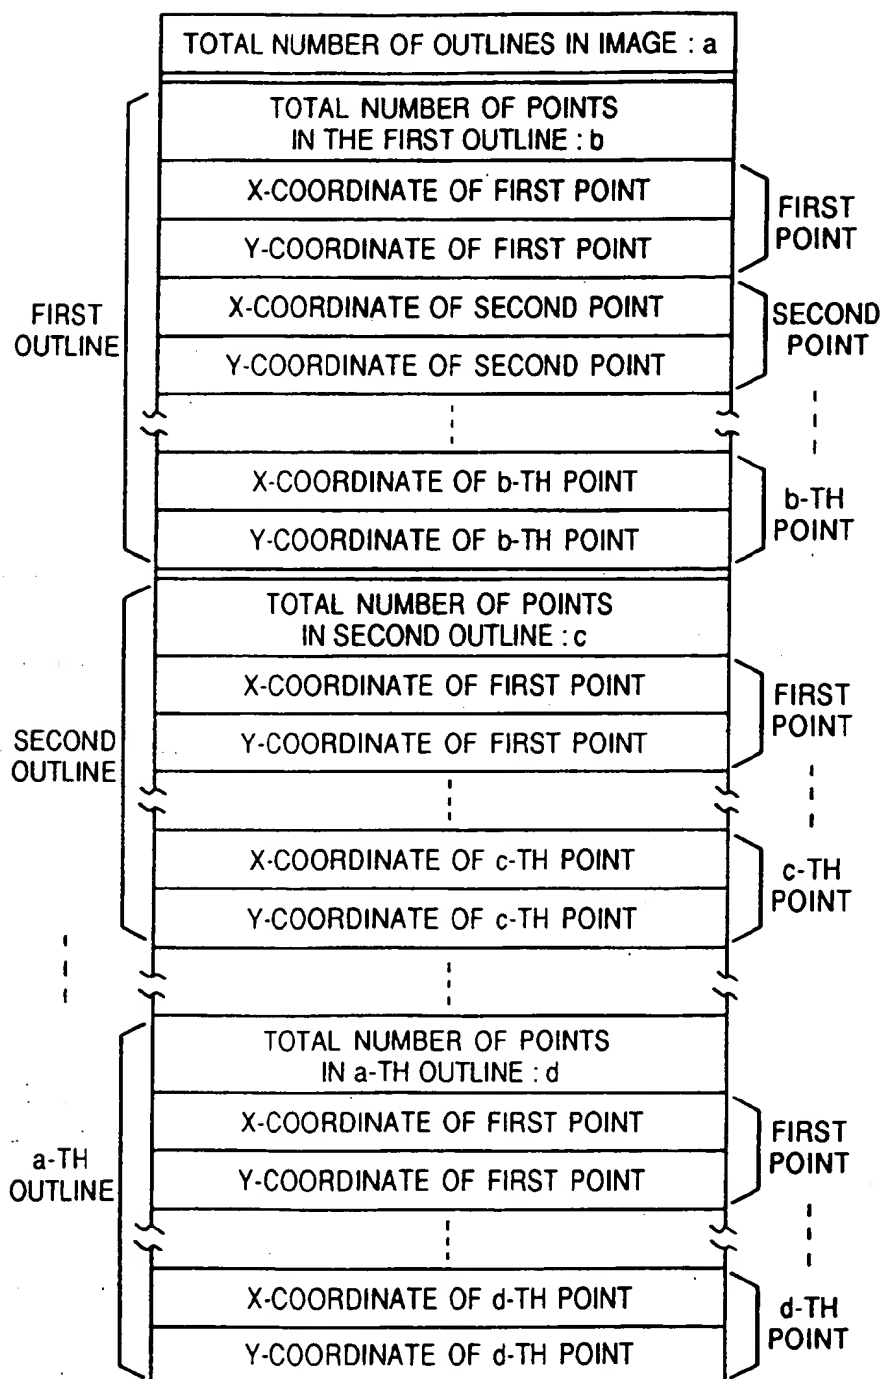 TOTAL NUMBER OF OUTLINES IN IMAGE : a
TOTAL NUMBER OF POINTS
IN THE FIRST OUTLINE : b
X-COORDINATE OF FIRST POINT
Y-COORDINATE OF FIRST POINT
FIRST
POINT
X-COORDINATE OF SECOND POINT
Y-COORDINATE OF SECOND POINT
SECOND
POINT
FIRST
OUTLINE
X-COORDINATE OF b-TH POINT
Y-COORDINATE OF b-TH POINT
b-TH
POINT
TOTAL NUMBER OF POINTS
IN SECOND OUTLINE : c
X-COORDINATE OF FIRST POINT
Y-COORDINATE OF FIRST POINT
FIRST
POINT
SECOND
OUTLINE
X-COORDINATE OF c-TH POINT
Y-COORDINATE OF c-TH POINT
c-TH
POINT
TOTAL NUMBER OF POINTS
IN a-TH OUTLINE : d
X-COORDINATE OF FIRST POINT
Y-COORDINATE OF FIRST POINT
FIRST
POINT
a-TH
OUTLINE
X-COORDINATE OF d-TH POINT
Y-COORDINATE OF d-TH POINT
d-TH
POINT